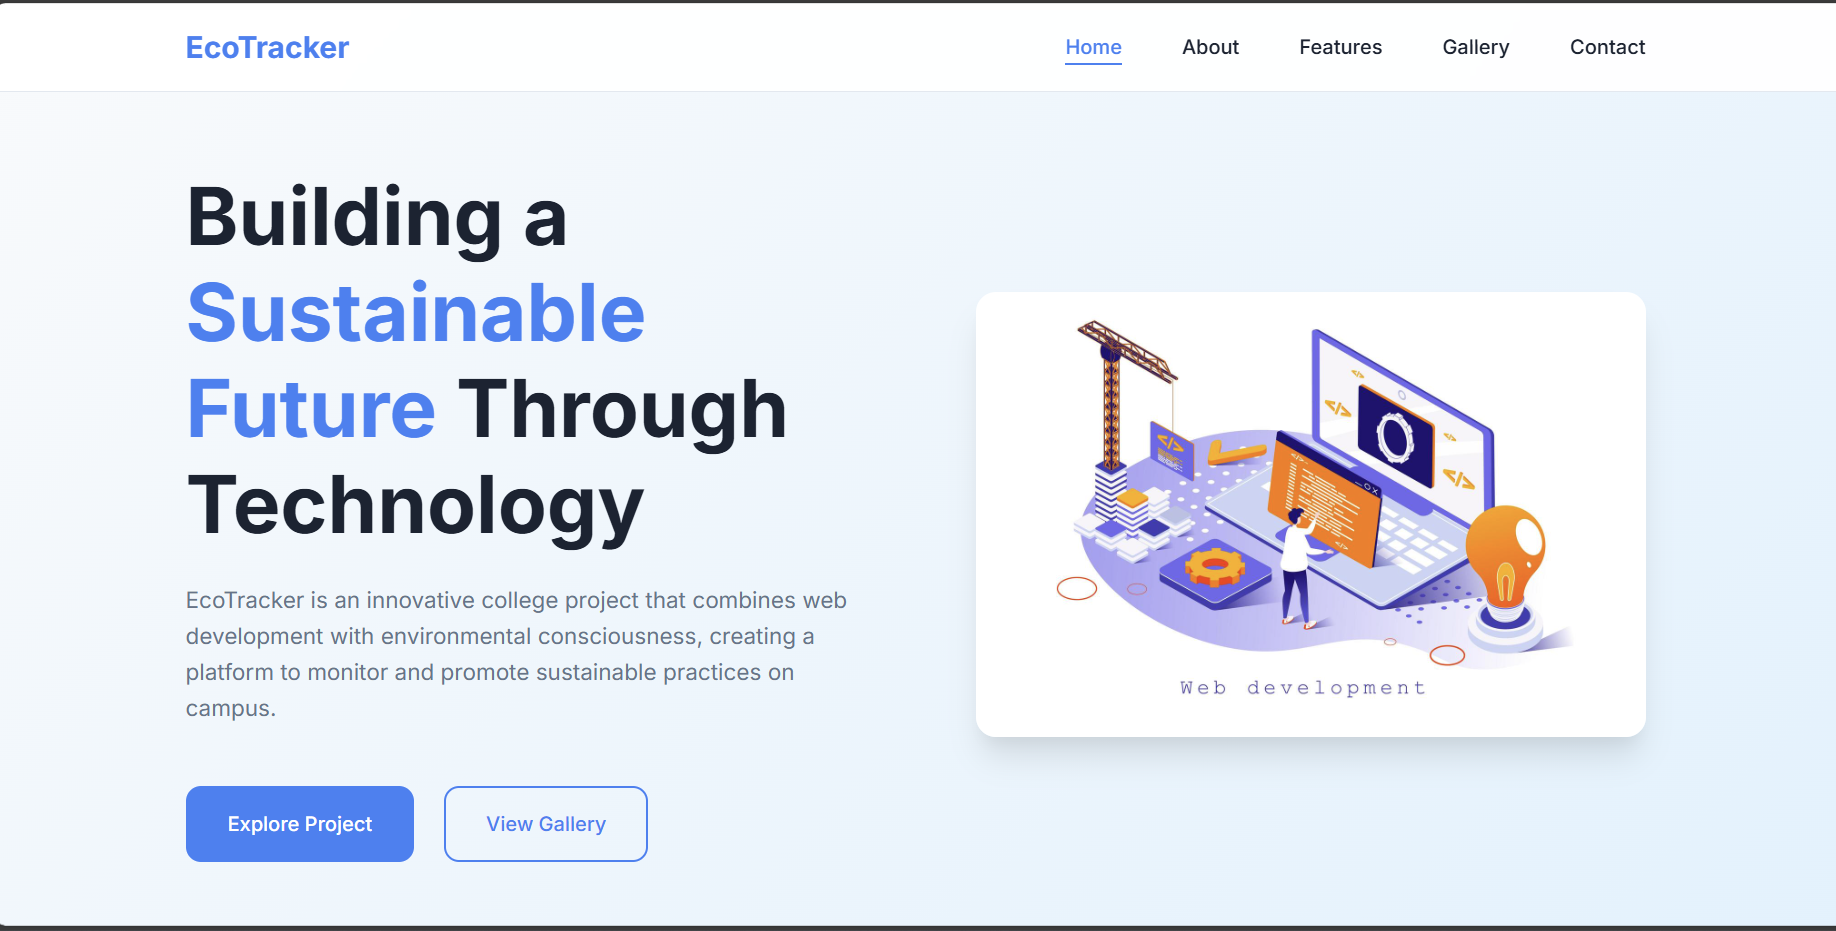 EcoTracker
Home About Features Gallery Contact
Building a
Sustainable
Future Through
Technology
EcoTracker is an innovative college project that combines web
development with environmental consciousness, creating a
platform to monitor and promote sustainable practices on
campus.
Explore Project View Gallery
</>
</>
</>
</>
</>
Web development